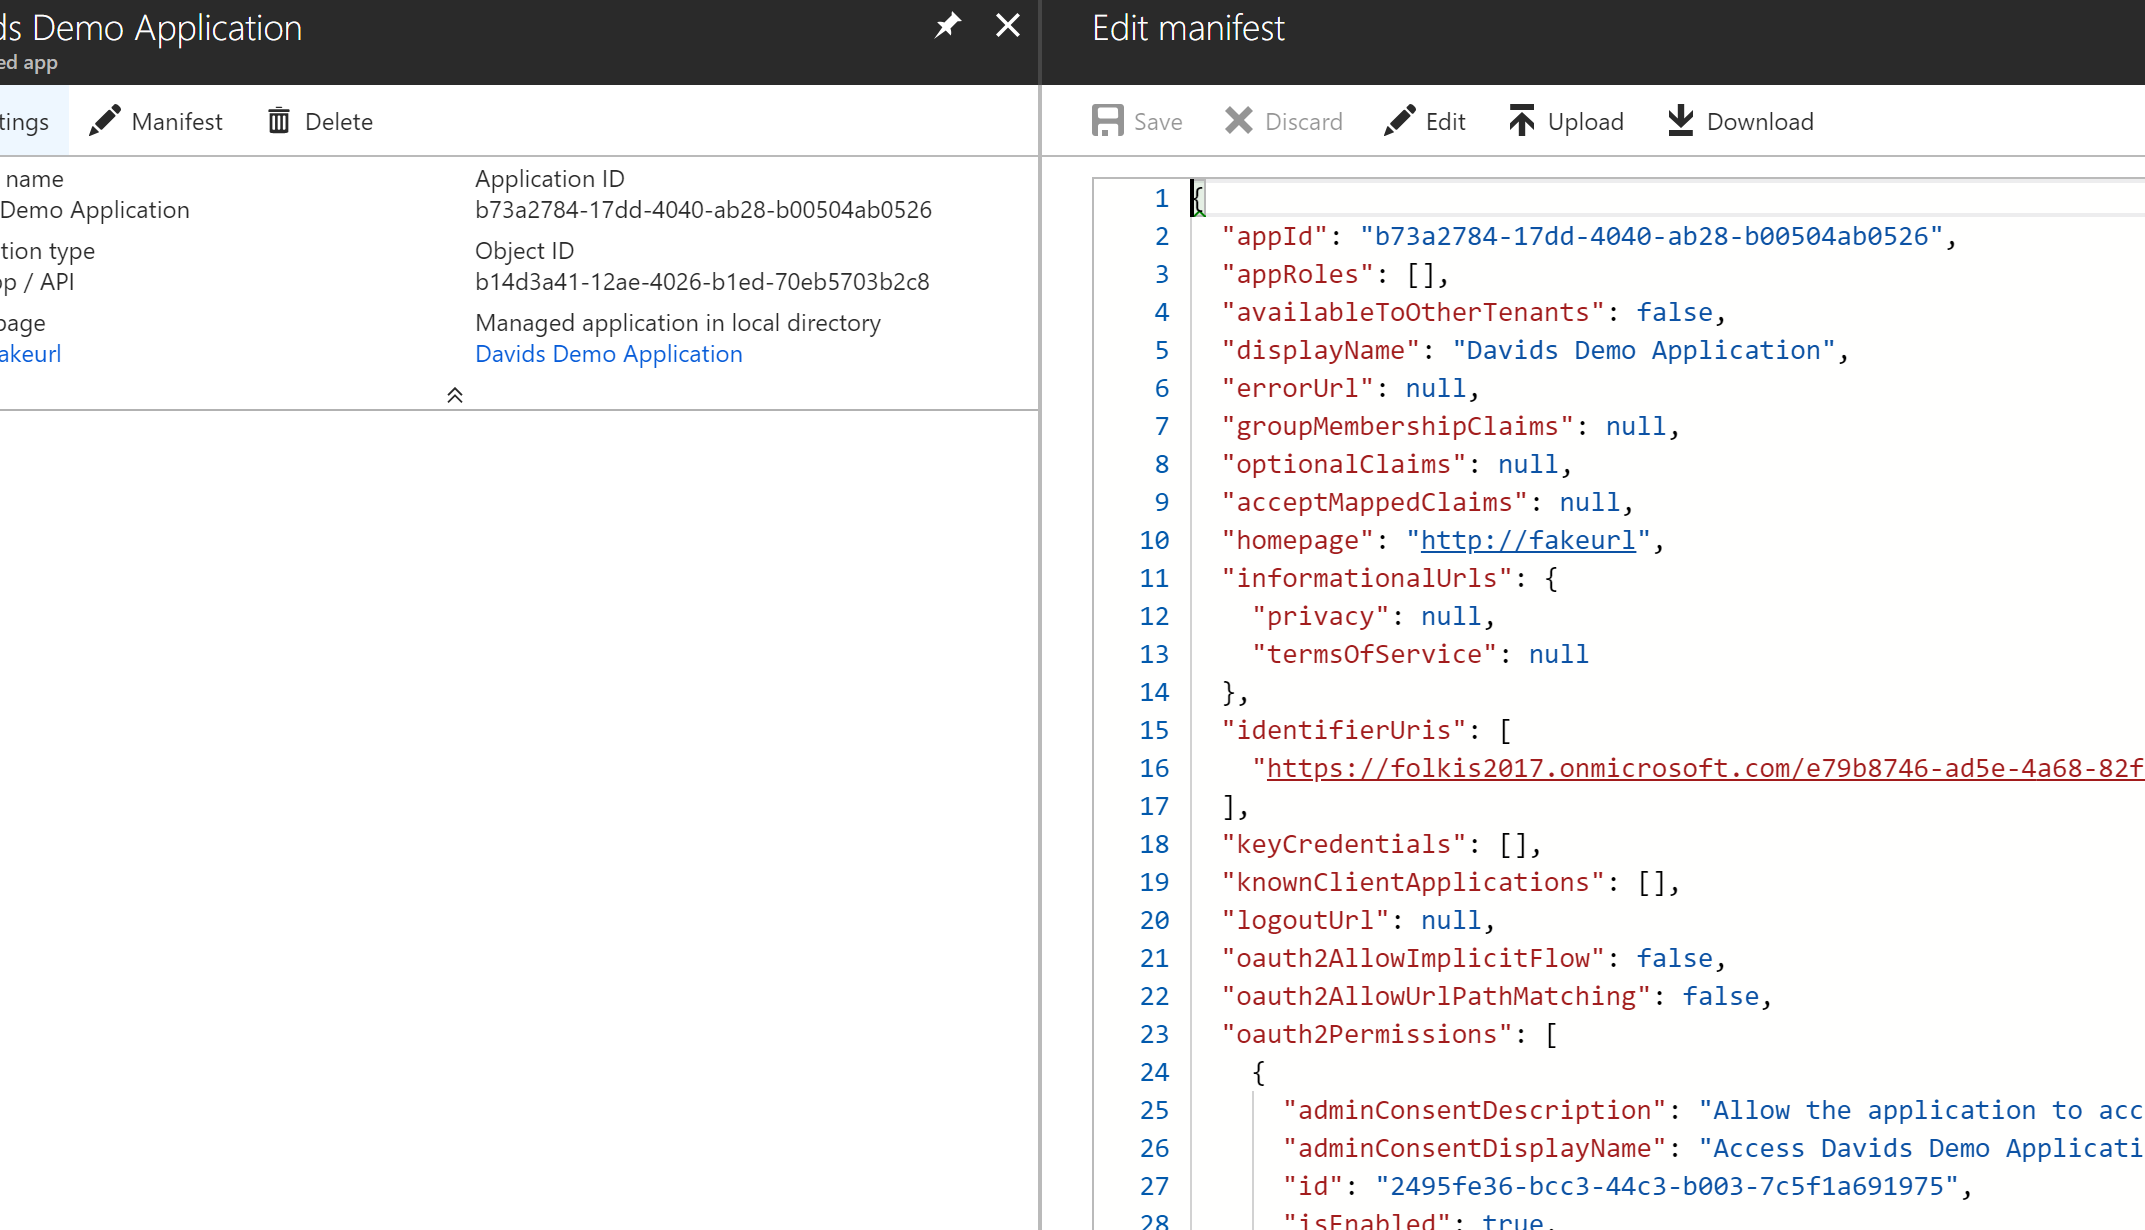 ds Demo Application
ed app
tings
Manifest
Delete
name
Demo Application
tion type
pp / API
page
akeurl
Application ID
b73a2784-17dd-4040-ab28-b00504ab0526
Object ID
b14d3a41-12ae-4026-b1ed-70eb5703b2c8
Managed application in local directory
Davids Demo Application
Edit manifest
Save
Discard
Edit
Upload
Download
1 {
2 "appId": "b73a2784-17dd-4040-ab28-b00504ab0526",
3 "appRoles": [],
4 "availableToOtherTenants": false,
5 "displayName": "Davids Demo Application",
6 "errorUrl": null,
7 "groupMembershipClaims": null,
8 "optionalClaims": null,
9 "acceptMappedClaims": null,
10 "homepage": "http://fakeurl",
11 "informationalUrls": {
12 "privacy": null,
13 "termsOfService": null
14 },
15 "identifierUris": [
16 "https://folkis2017.onmicrosoft.com/e79b8746-ad5e-4a68-82f
17 ],
18 "keyCredentials": [],
19 "knownClientApplications": [],
20 "logoutUrl": null,
21 "oauth2AllowImplicitFlow": false,
22 "oauth2AllowUrlPathMatching": false,
23 "oauth2Permissions": [
24 {
25 "adminConsentDescription": "Allow the application to acc
26 "adminConsentDisplayName": "Access Davids Demo Applicati
27 "id": "2495fe36-bcc3-44c3-b003-7c5f1a691975",
28 "isEnabled": true,